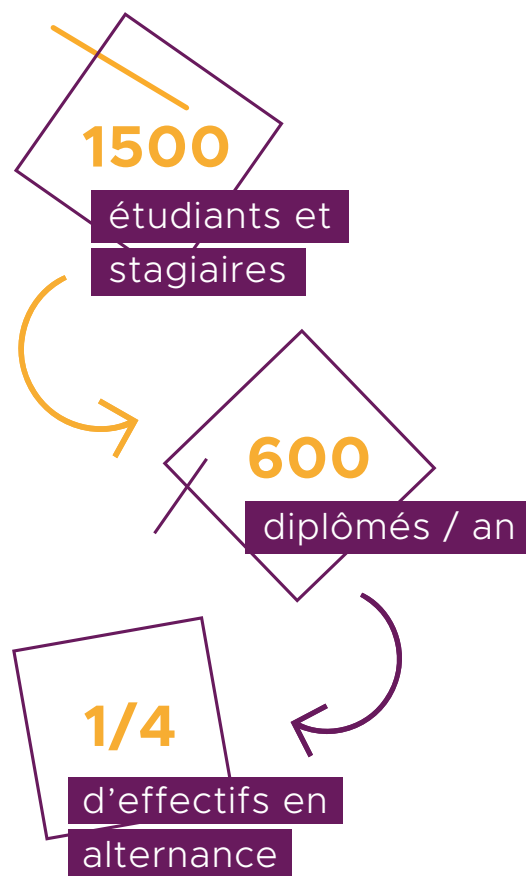 1500
étudiants et
stagiaires
600
diplômés / an
1/4
d’effectifs en
alternance